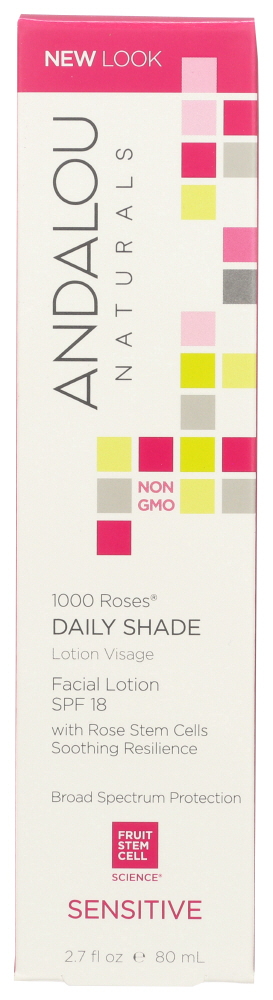 NEW LOOK
ANDALOU
NATURALS
NON
GMO
1000 Roses®
DAILY SHADE
Lotion Visage
Facial Lotion
SPF 18
with Rose Stem Cells
Soothing Resilience
Broad Spectrum Protection
FRUIT
STEM
CELL
SCIENCE®
SENSITIVE
2.7 fl oz ℮ 80 mL